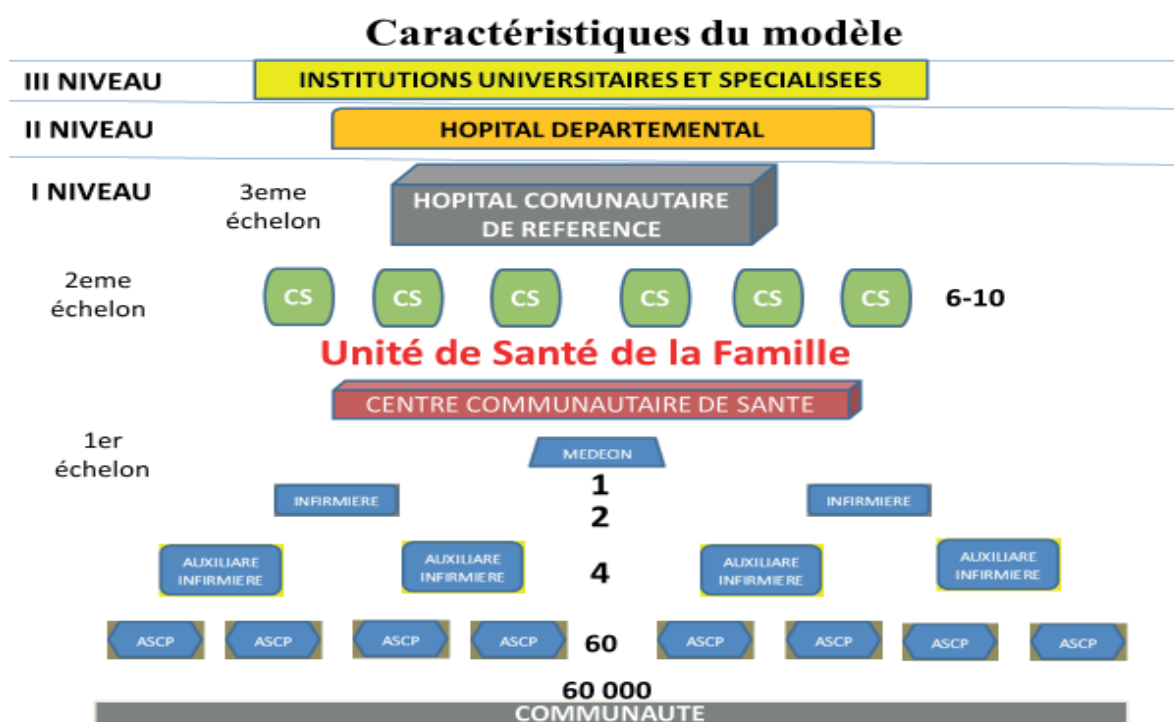 Caractéristiques du modèle
III NIVEAU
INSTITUTIONS UNIVERSITAIRES ET SPECIALISEES
II NIVEAU
HOPITAL DEPARTEMENTAL
I NIVEAU
3eme
échelon
HOPITAL COMUNAUTAIRE
DE REFERENCE
2eme
échelon
CS CS CS CS CS CS 6-10
Unité de Santé de la Famille
CENTRE COMMUNAUTAIRE DE SANTE
1er
échelon
MEDECIN
1
INFIRMIERE INFIRMIERE
2
AUXILIARE
INFIRMIERE
AUXILIARE
INFIRMIERE
4
AUXILIARE
INFIRMIERE
AUXILIARE
INFIRMIERE
ASCP ASCP ASCP ASCP 60 ASCP ASCP ASCP ASCP
60 000
COMMUNAUTE